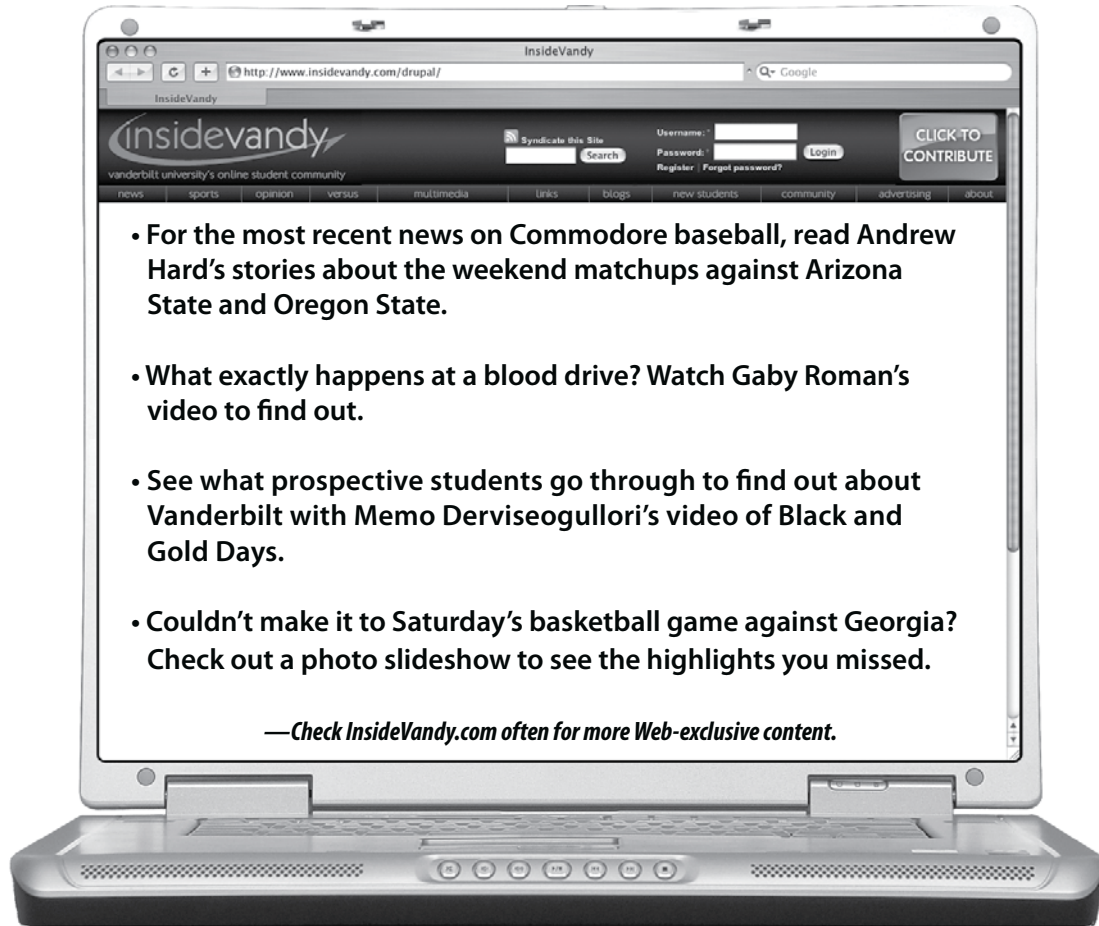 InsideVandy
http://www.insidevandy.com/drupal/
Google
InsideVandy
insidevandy
vanderbilt university's online student community
Syndicate this Site
Search
Username: *
Password: *
Login
Register | Forgot password?
CLICK TO
CONTRIBUTE
news sports opinion versus multimedia links blogs new students community advertising about
• For the most recent news on Commodore baseball, read Andrew
Hard's stories about the weekend matchups against Arizona
State and Oregon State.
• What exactly happens at a blood drive? Watch Gaby Roman's
video to find out.
• See what prospective students go through to find out about
Vanderbilt with Memo Derviseogullori's video of Black and
Gold Days.
• Couldn't make it to Saturday's basketball game against Georgia?
Check out a photo slideshow to see the highlights you missed.
—Check InsideVandy.com often for more Web-exclusive content.